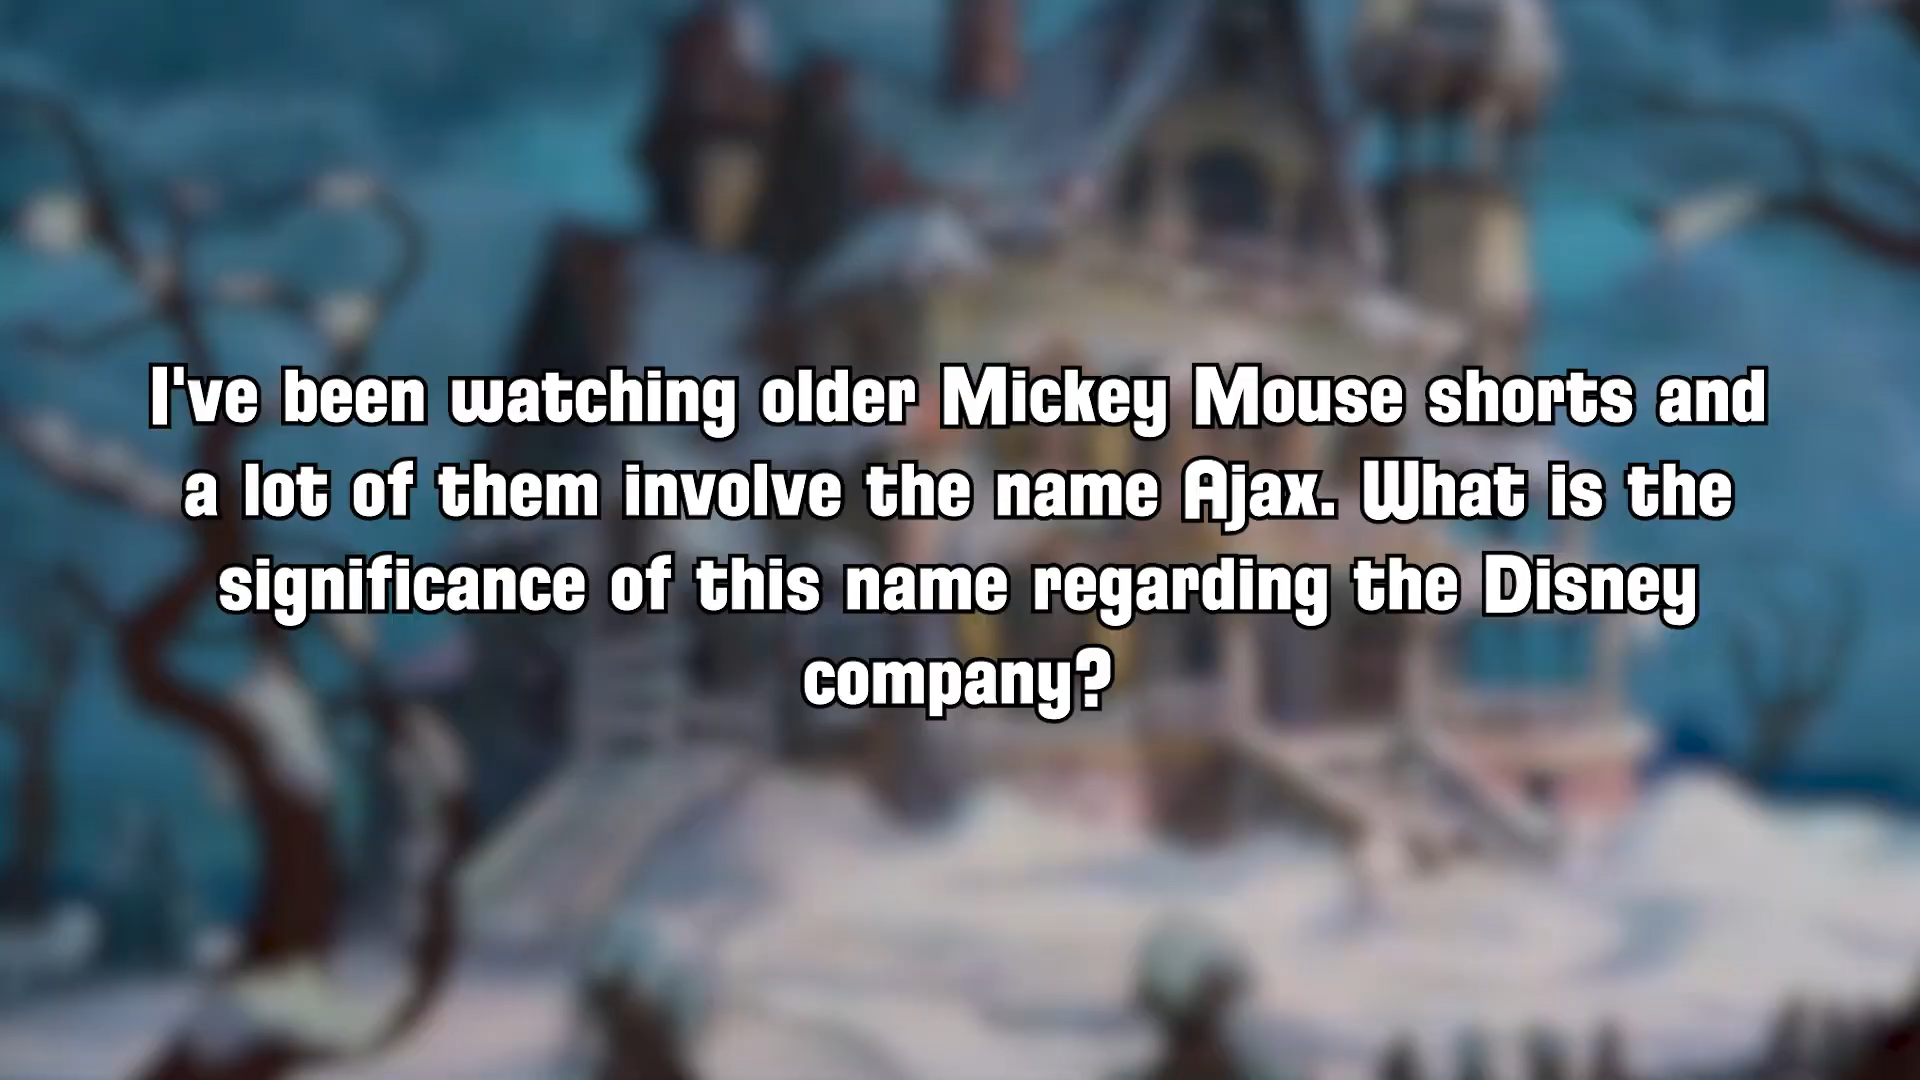 I've been watching older Mickey Mouse shorts and
a lot of them involve the name Ajax. What is the
significance of this name regarding the Disney
company?